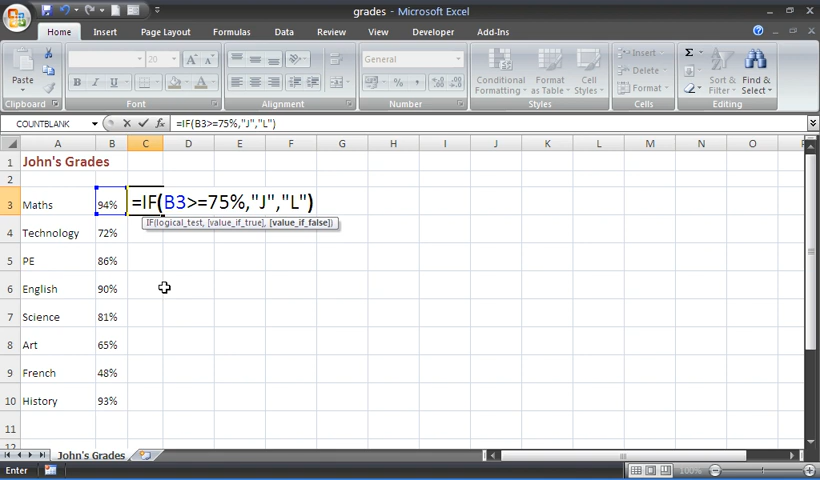 grades - Microsoft Excel
Home Insert Page Layout Formulas Data Review View Developer Add-Ins
Paste
Clipboard
20
A A
B I U
Font
Alignment
General
% ,
Number
Conditional Formatting
Format as Table
Cell Styles
Styles
Insert
Delete
Format
Cells
Σ
Sort & Filter
Find & Select
Editing
COUNTBLANK fx =IF(B3>=75%,"J","L")
A B C D E F G H I J K L M N O
1 John's Grades
2
3 Maths 94% =IF(B3>=75%,"J","L")
IF(logical_test, [value_if_true], [value_if_false])
4 Technology 72%
5 PE 86%
6 English 90%
7 Science 81%
8 Art 65%
9 French 48%
10 History 93%
11
12
John's Grades
Enter 100%